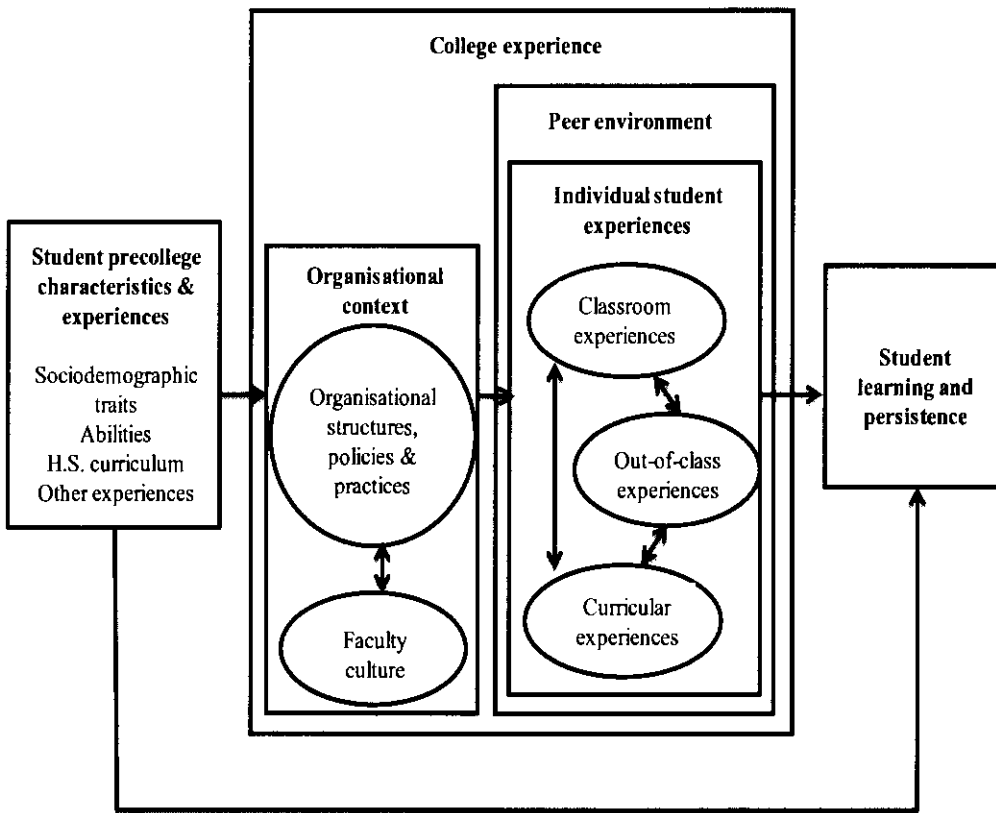 College experience
Peer environment
Individual student
experiences
Student precollege
characteristics &
experiences
Sociodemographic
traits
Abilities
H.S. curriculum
Other experiences
Organisational
context
Organisational
structures,
policies &
practices
Faculty
culture
Classroom
experiences
Out-of-class
experiences
Curricular
experiences
Student
learning and
persistence